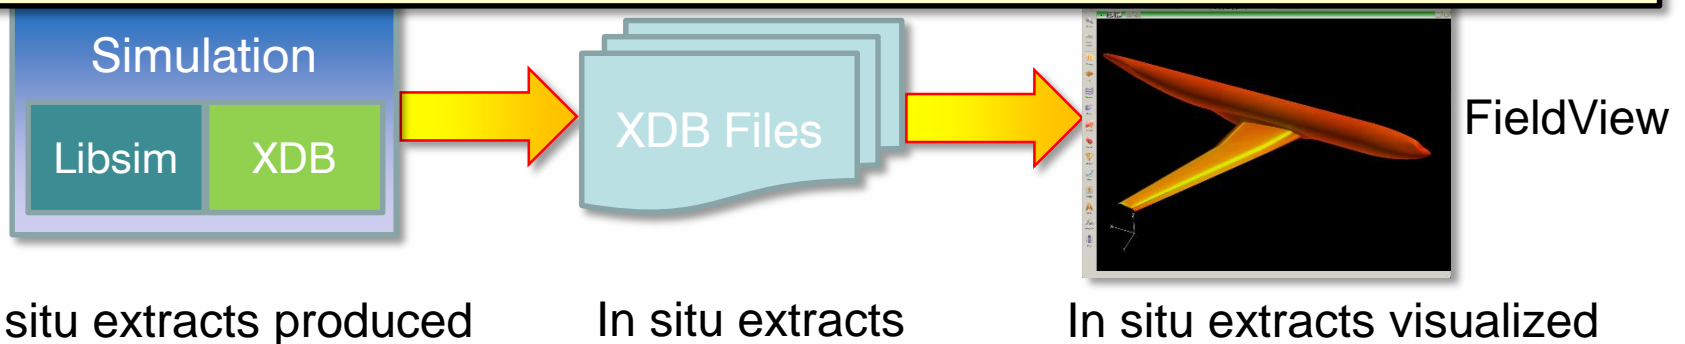 Simulation
Libsim XDB
XDB Files
FieldView
situ extracts produced
In situ extracts
In situ extracts visualized